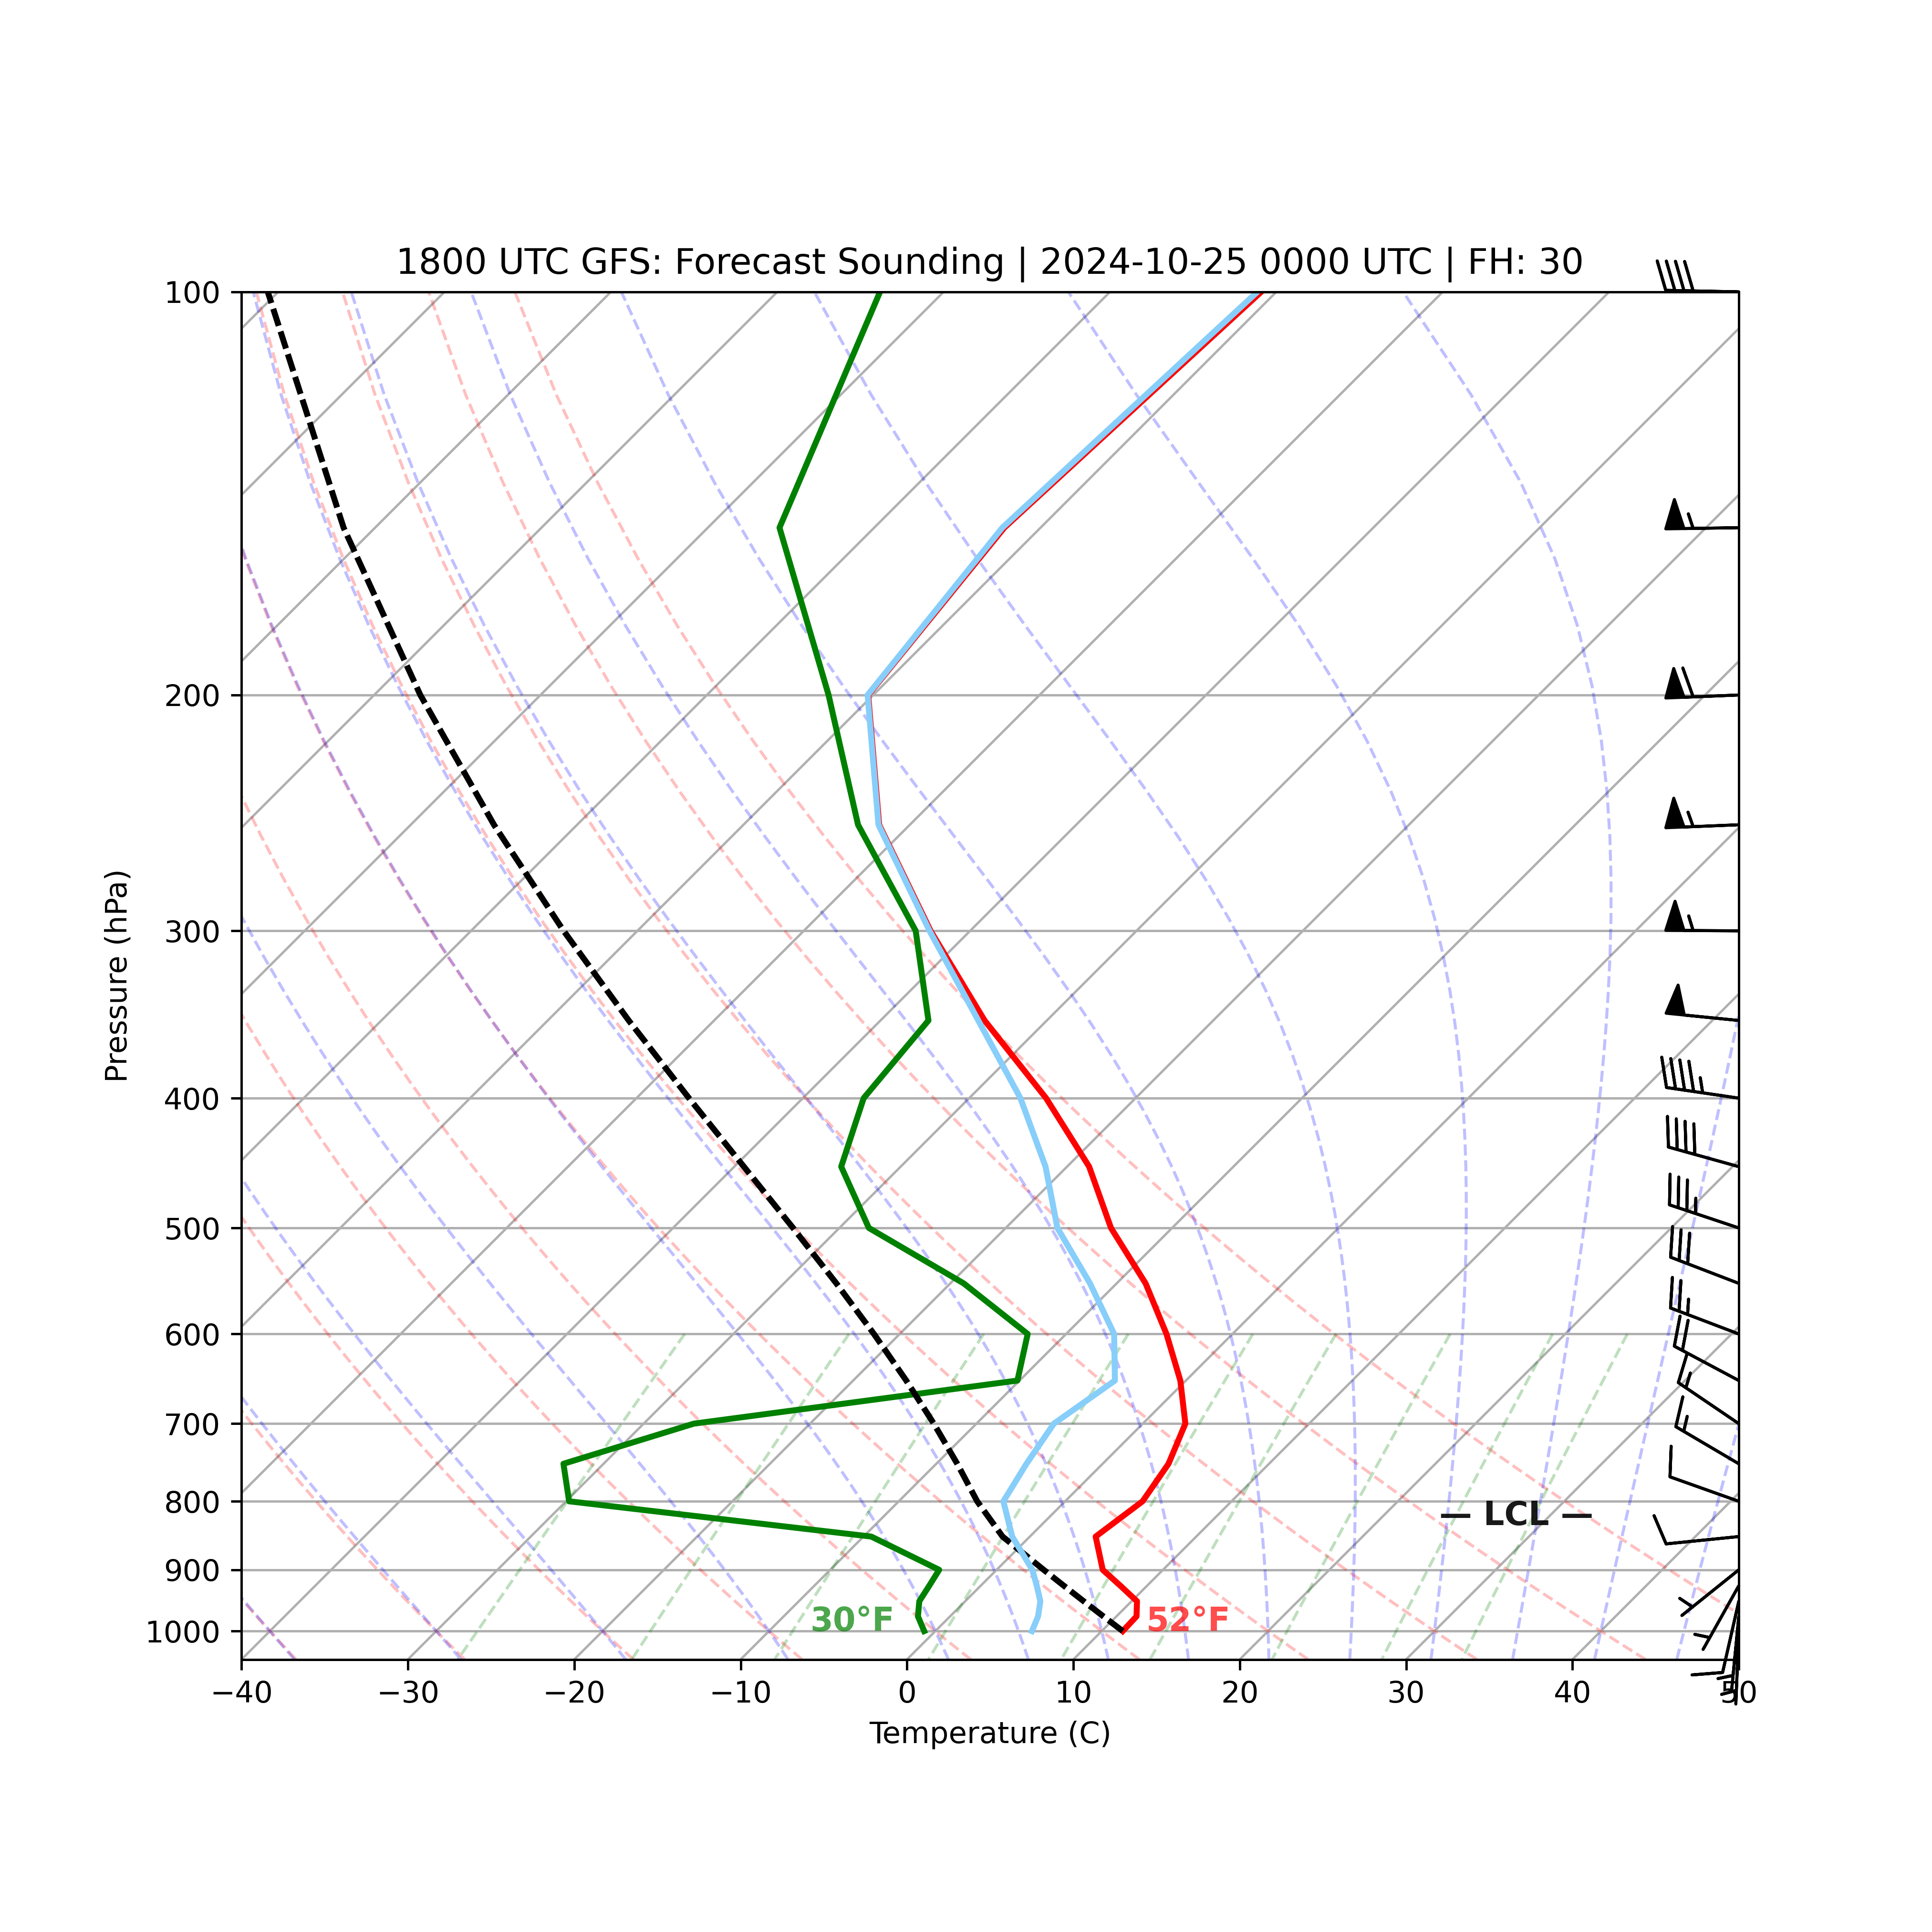 1800 UTC GFS: Forecast Sounding | 2024-10-25 0000 UTC | FH: 30
100
200
300
400
500
600
700
800
900
1000
Pressure (hPa)
— LCL —
30°F
52°F
−40 −30 −20 −10 0 10 20 30 40 50
Temperature (C)